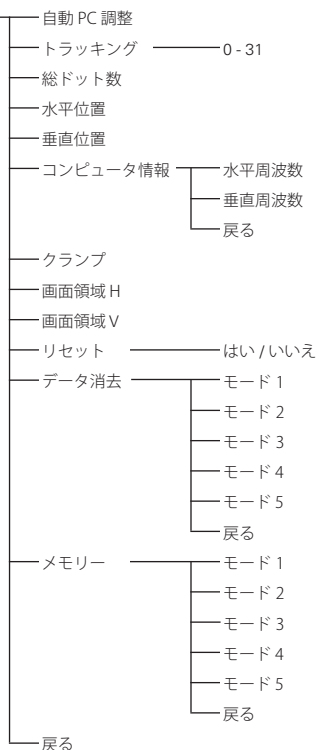 自動 PC 調整
トラッキング 0 - 31
総ドット数
水平位置
垂直位置
コンピュータ情報 水平周波数
垂直周波数
戻る
クランプ
画面領域 H
画面領域 V
リセット はい / いいえ
データ消去 モード 1
モード 2
モード 3
モード 4
モード 5
戻る
メモリー モード 1
モード 2
モード 3
モード 4
モード 5
戻る
戻る